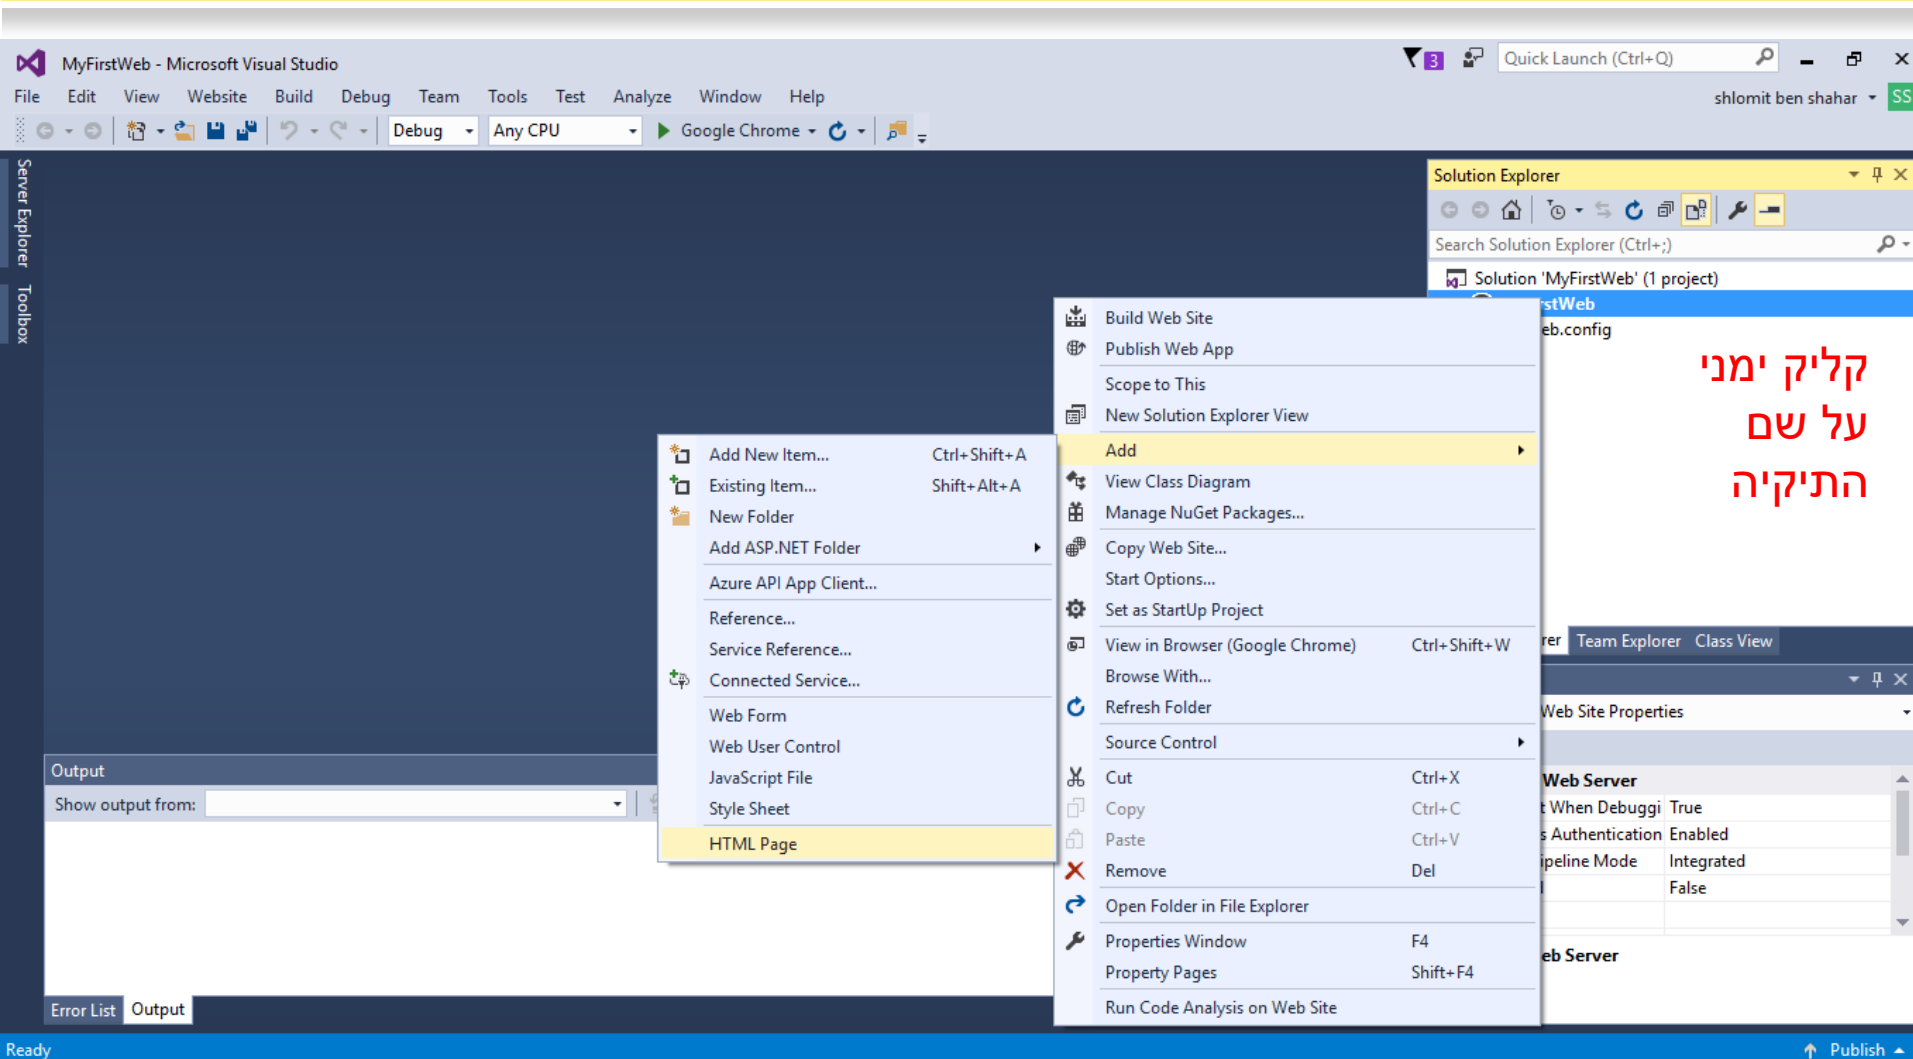 MyFirstWeb - Microsoft Visual Studio
3
Quick Launch (Ctrl+Q)
File Edit View Website Build Debug Team Tools Test Analyze Window Help
shlomit ben shahar SS
Debug Any CPU Google Chrome
Server Explorer
Toolbox
Solution Explorer
Search Solution Explorer (Ctrl+;)
Solution 'MyFirstWeb' (1 project)
stWeb
eb.config
קליק ימני
על שם
התיקיה
Build Web Site
Publish Web App
Scope to This
New Solution Explorer View
Add
View Class Diagram
Manage NuGet Packages...
Copy Web Site...
Start Options...
Set as StartUp Project
View in Browser (Google Chrome) Ctrl+Shift+W
Browse With...
Refresh Folder
Source Control
Cut Ctrl+X
Copy Ctrl+C
Paste Ctrl+V
Remove Del
Open Folder in File Explorer
Properties Window F4
Property Pages Shift+F4
Run Code Analysis on Web Site
Add New Item... Ctrl+Shift+A
Existing Item... Shift+Alt+A
New Folder
Add ASP.NET Folder
Azure API App Client...
Reference...
Service Reference...
Connected Service...
Web Form
Web User Control
JavaScript File
Style Sheet
HTML Page
rer Team Explorer Class View
Web Site Properties
Web Server
t When Debuggi True
s Authentication Enabled
ipeline Mode Integrated
False
eb Server
Output
Show output from:
Error List Output
Ready
Publish